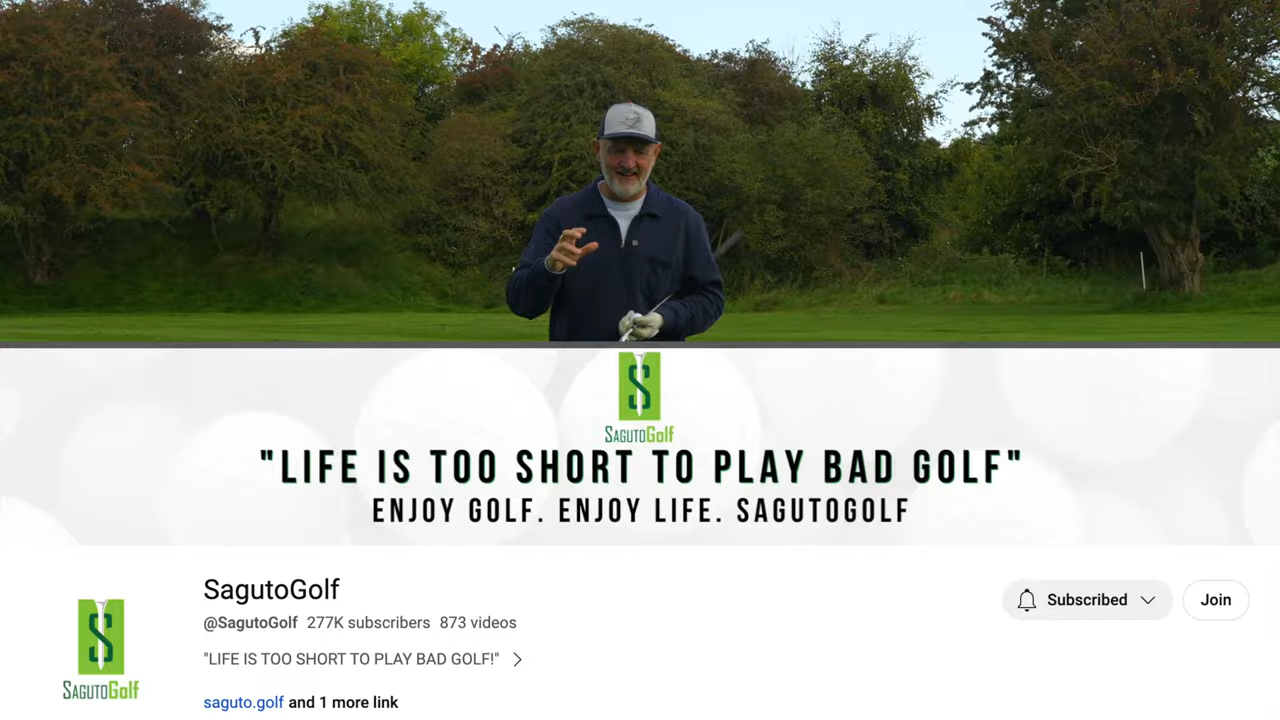 S
SAGUTOGolf
"LIFE IS TOO SHORT TO PLAY BAD GOLF"
ENJOY GOLF. ENJOY LIFE. SAGUTOGOLF
SagutoGolf
@SagutoGolf 277K subscribers 873 videos
Subscribed
Join
"LIFE IS TOO SHORT TO PLAY BAD GOLF!"
saguto.golf and 1 more link
S
SAGUTOGolf